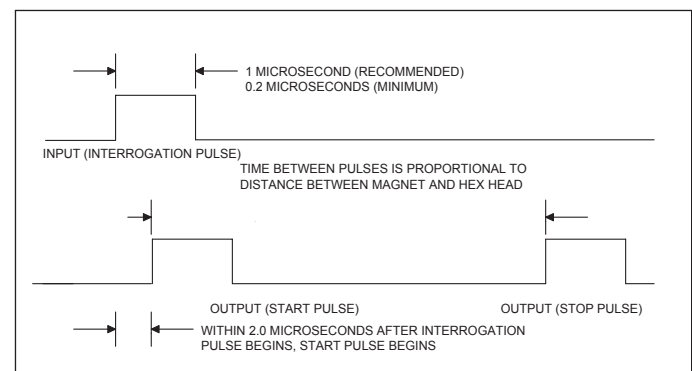 1 MICROSECOND (RECOMMENDED)
0.2 MICROSECONDS (MINIMUM)
INPUT (INTERROGATION PULSE)
TIME BETWEEN PULSES IS PROPORTIONAL TO
DISTANCE BETWEEN MAGNET AND HEX HEAD
OUTPUT (START PULSE)
OUTPUT (STOP PULSE)
WITHIN 2.0 MICROSECONDS AFTER INTERROGATION
PULSE BEGINS, START PULSE BEGINS